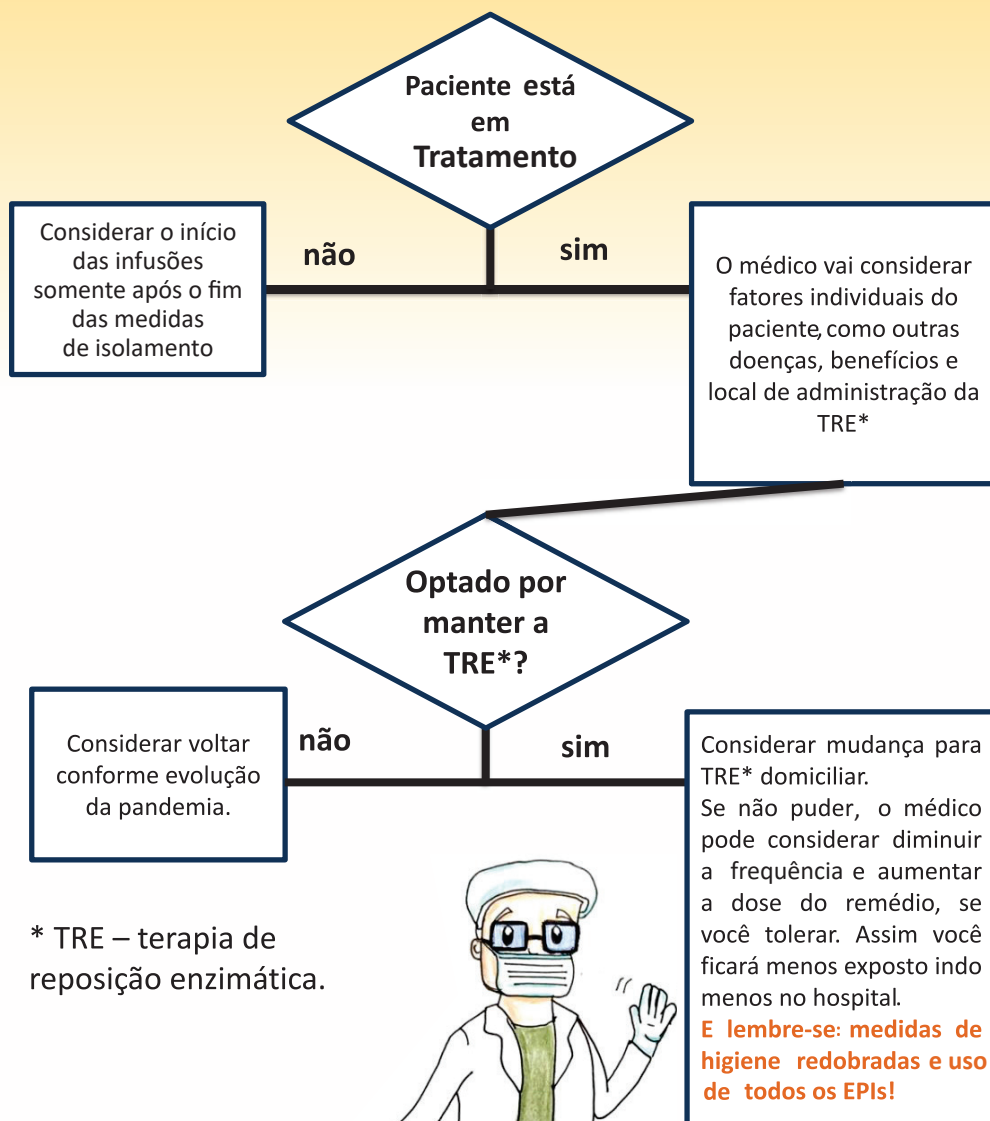 Paciente está
em
Tratamento
não
sim
Considerar o início
das infusões
somente após o fim
das medidas
de isolamento
O médico vai considerar
fatores individuais do
paciente, como outras
doenças, benefícios e
local de administração da
TRE*
Optado por
manter a
TRE*?
não
sim
Considerar voltar
conforme evolução
da pandemia.
Considerar mudança para
TRE* domiciliar.
Se não puder, o médico
pode considerar diminuir
a frequência e aumentar
a dose do remédio, se
você tolerar. Assim você
ficará menos exposto indo
menos no hospital.
E lembre-se: medidas de
higiene redobradas e uso
de todos os EPIs!
* TRE – terapia de
reposição enzimática.